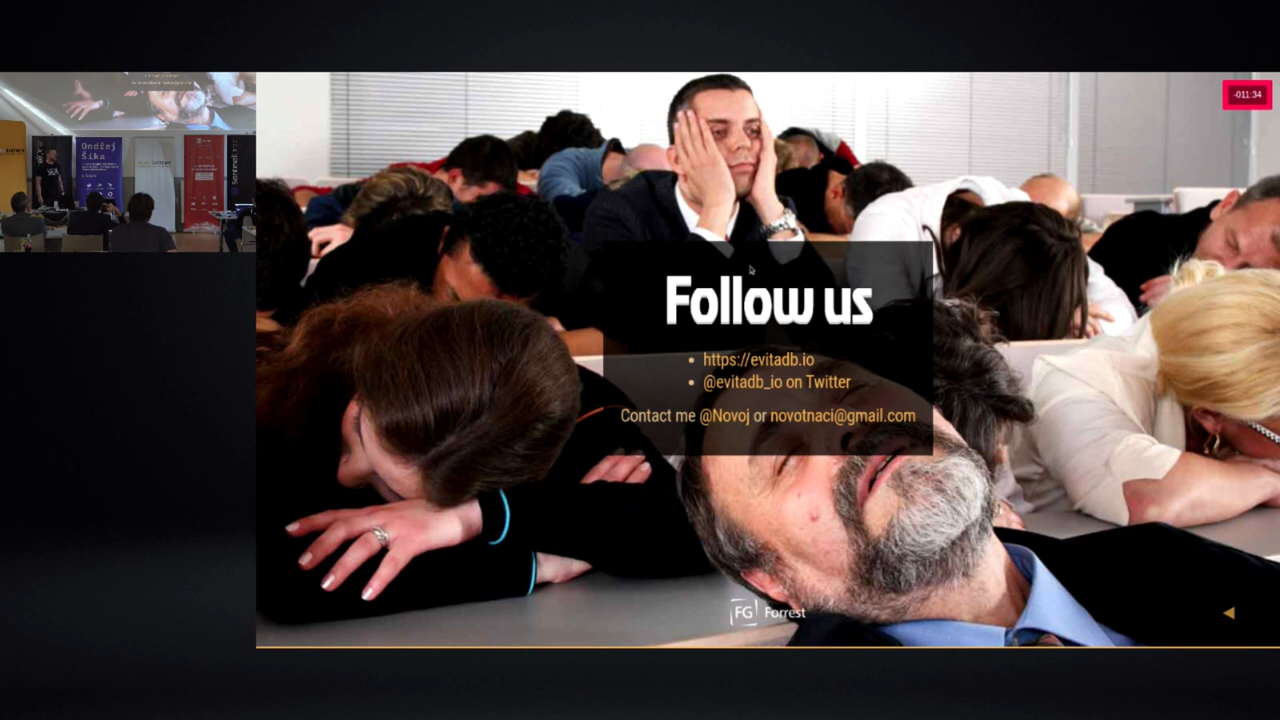 Ondřej
Šika
SentinelOne
-011:34
Follow us
https://evitadb.io
@evitadb_io on Twitter
Contact me @Novoj or novotnaci@gmail.com
FG Forrest